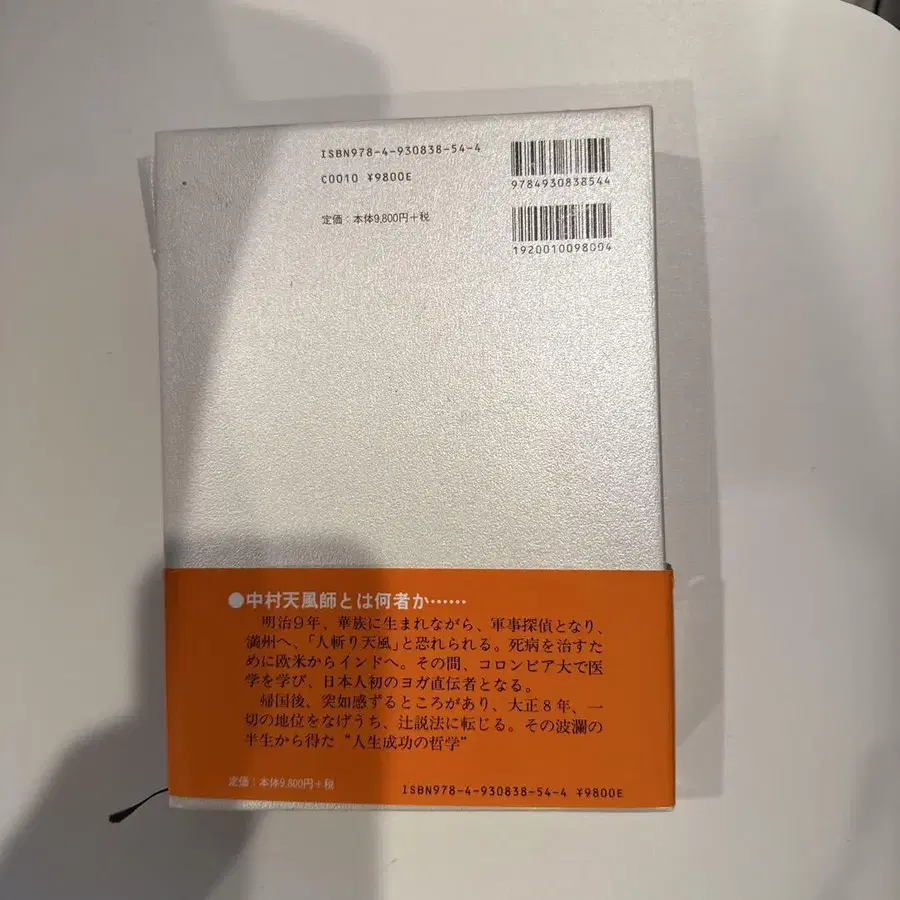 ISBN978-4-930838-54-4
C0010 ¥9800E
定価：本体9,800円＋税
9784930838544
1920010098004
●中村天風師とは何者か……
明治9年、華族に生まれながら、軍事探偵となり、
満州へ、「人斬り天風」と恐れられる。死病を治すた
めに欧米からインドへ。その間、コロンビア大で医
学を学び、日本人初のヨガ直伝者となる。
帰国後、突如感ずるところがあり、大正8年、一
切の地位をなげうち、辻説法に転じる。その波瀾の
半生から得た“人生成功の哲学”
定価：本体9,800円＋税
ISBN978-4-930838-54-4 ¥9800E